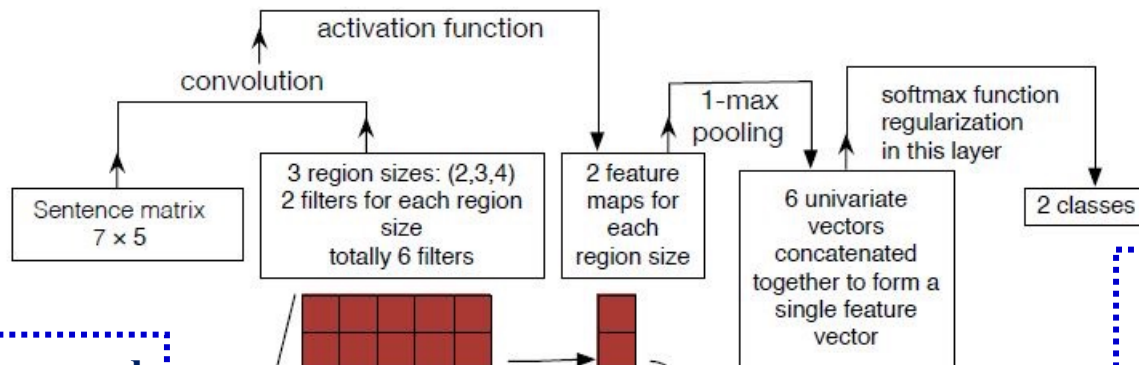 activation function
convolution
1-max
pooling
softmax function
regularization
in this layer
Sentence matrix
7 × 5
3 region sizes: (2,3,4)
2 filters for each region
size
totally 6 filters
2 feature
maps for
each
region size
6 univariate
vectors
concatenated
together to form a
single feature
vector
2 classes